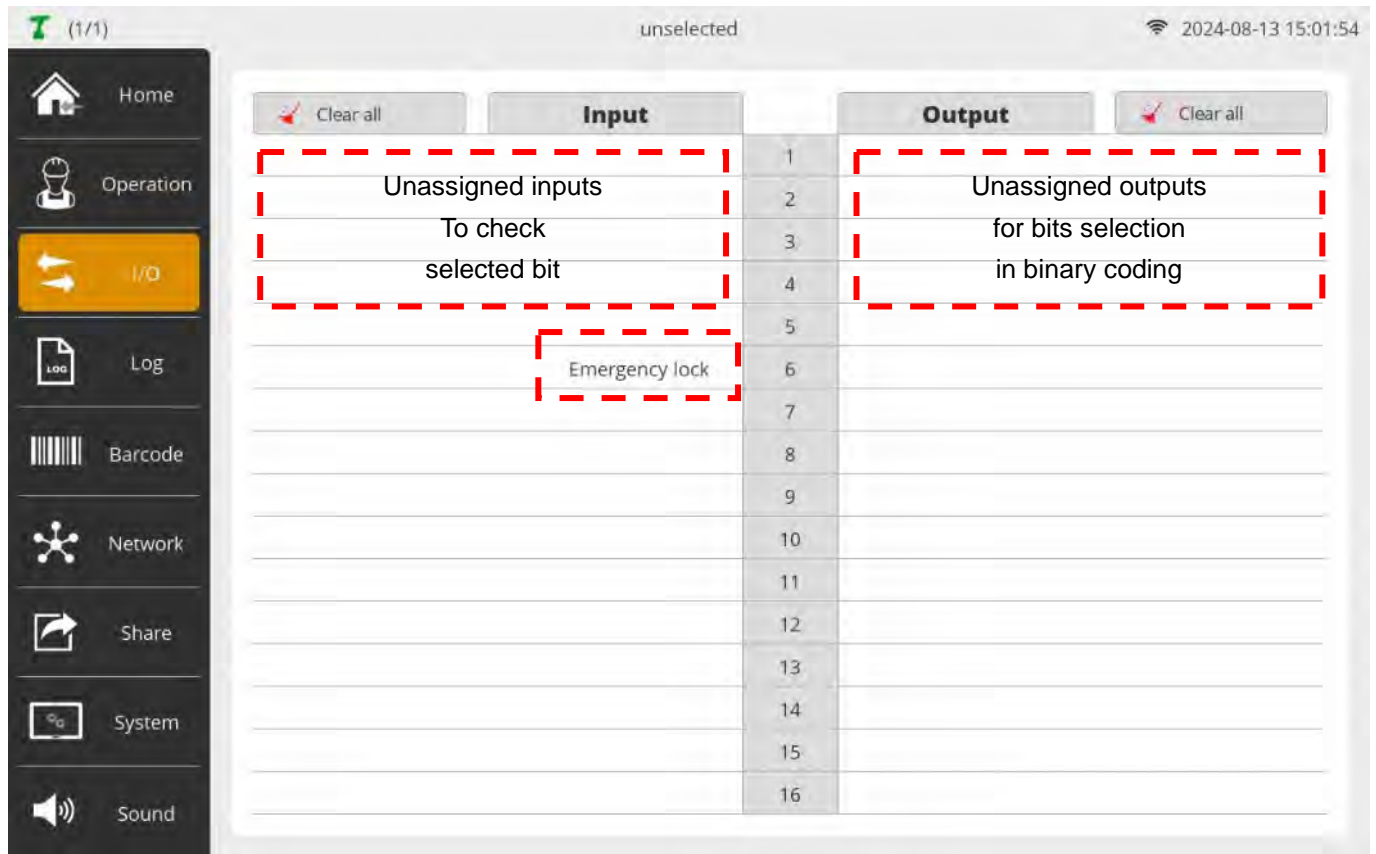 T (1/1)
unselected
2024-08-13 15:01:54
Home
Operation
I/O
LOG
Log
Barcode
Network
Share
System
Sound
Clear all
Input
Output
Clear all
1
2
3
4
5
6
7
8
9
10
11
12
13
14
15
16
Unassigned inputs
To check
selected bit
Emergency lock
Unassigned outputs
for bits selection
in binary coding